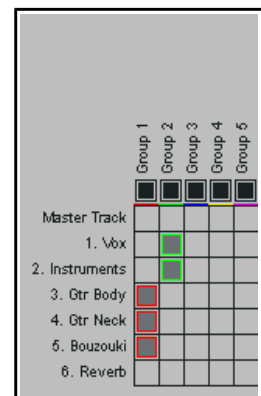 Group 1
Group 2
Group 3
Group 4
Group 5
Master Track
1. Vox
2. Instruments
3. Gtr Body
4. Gtr Neck
5. Bouzouki
6. Reverb